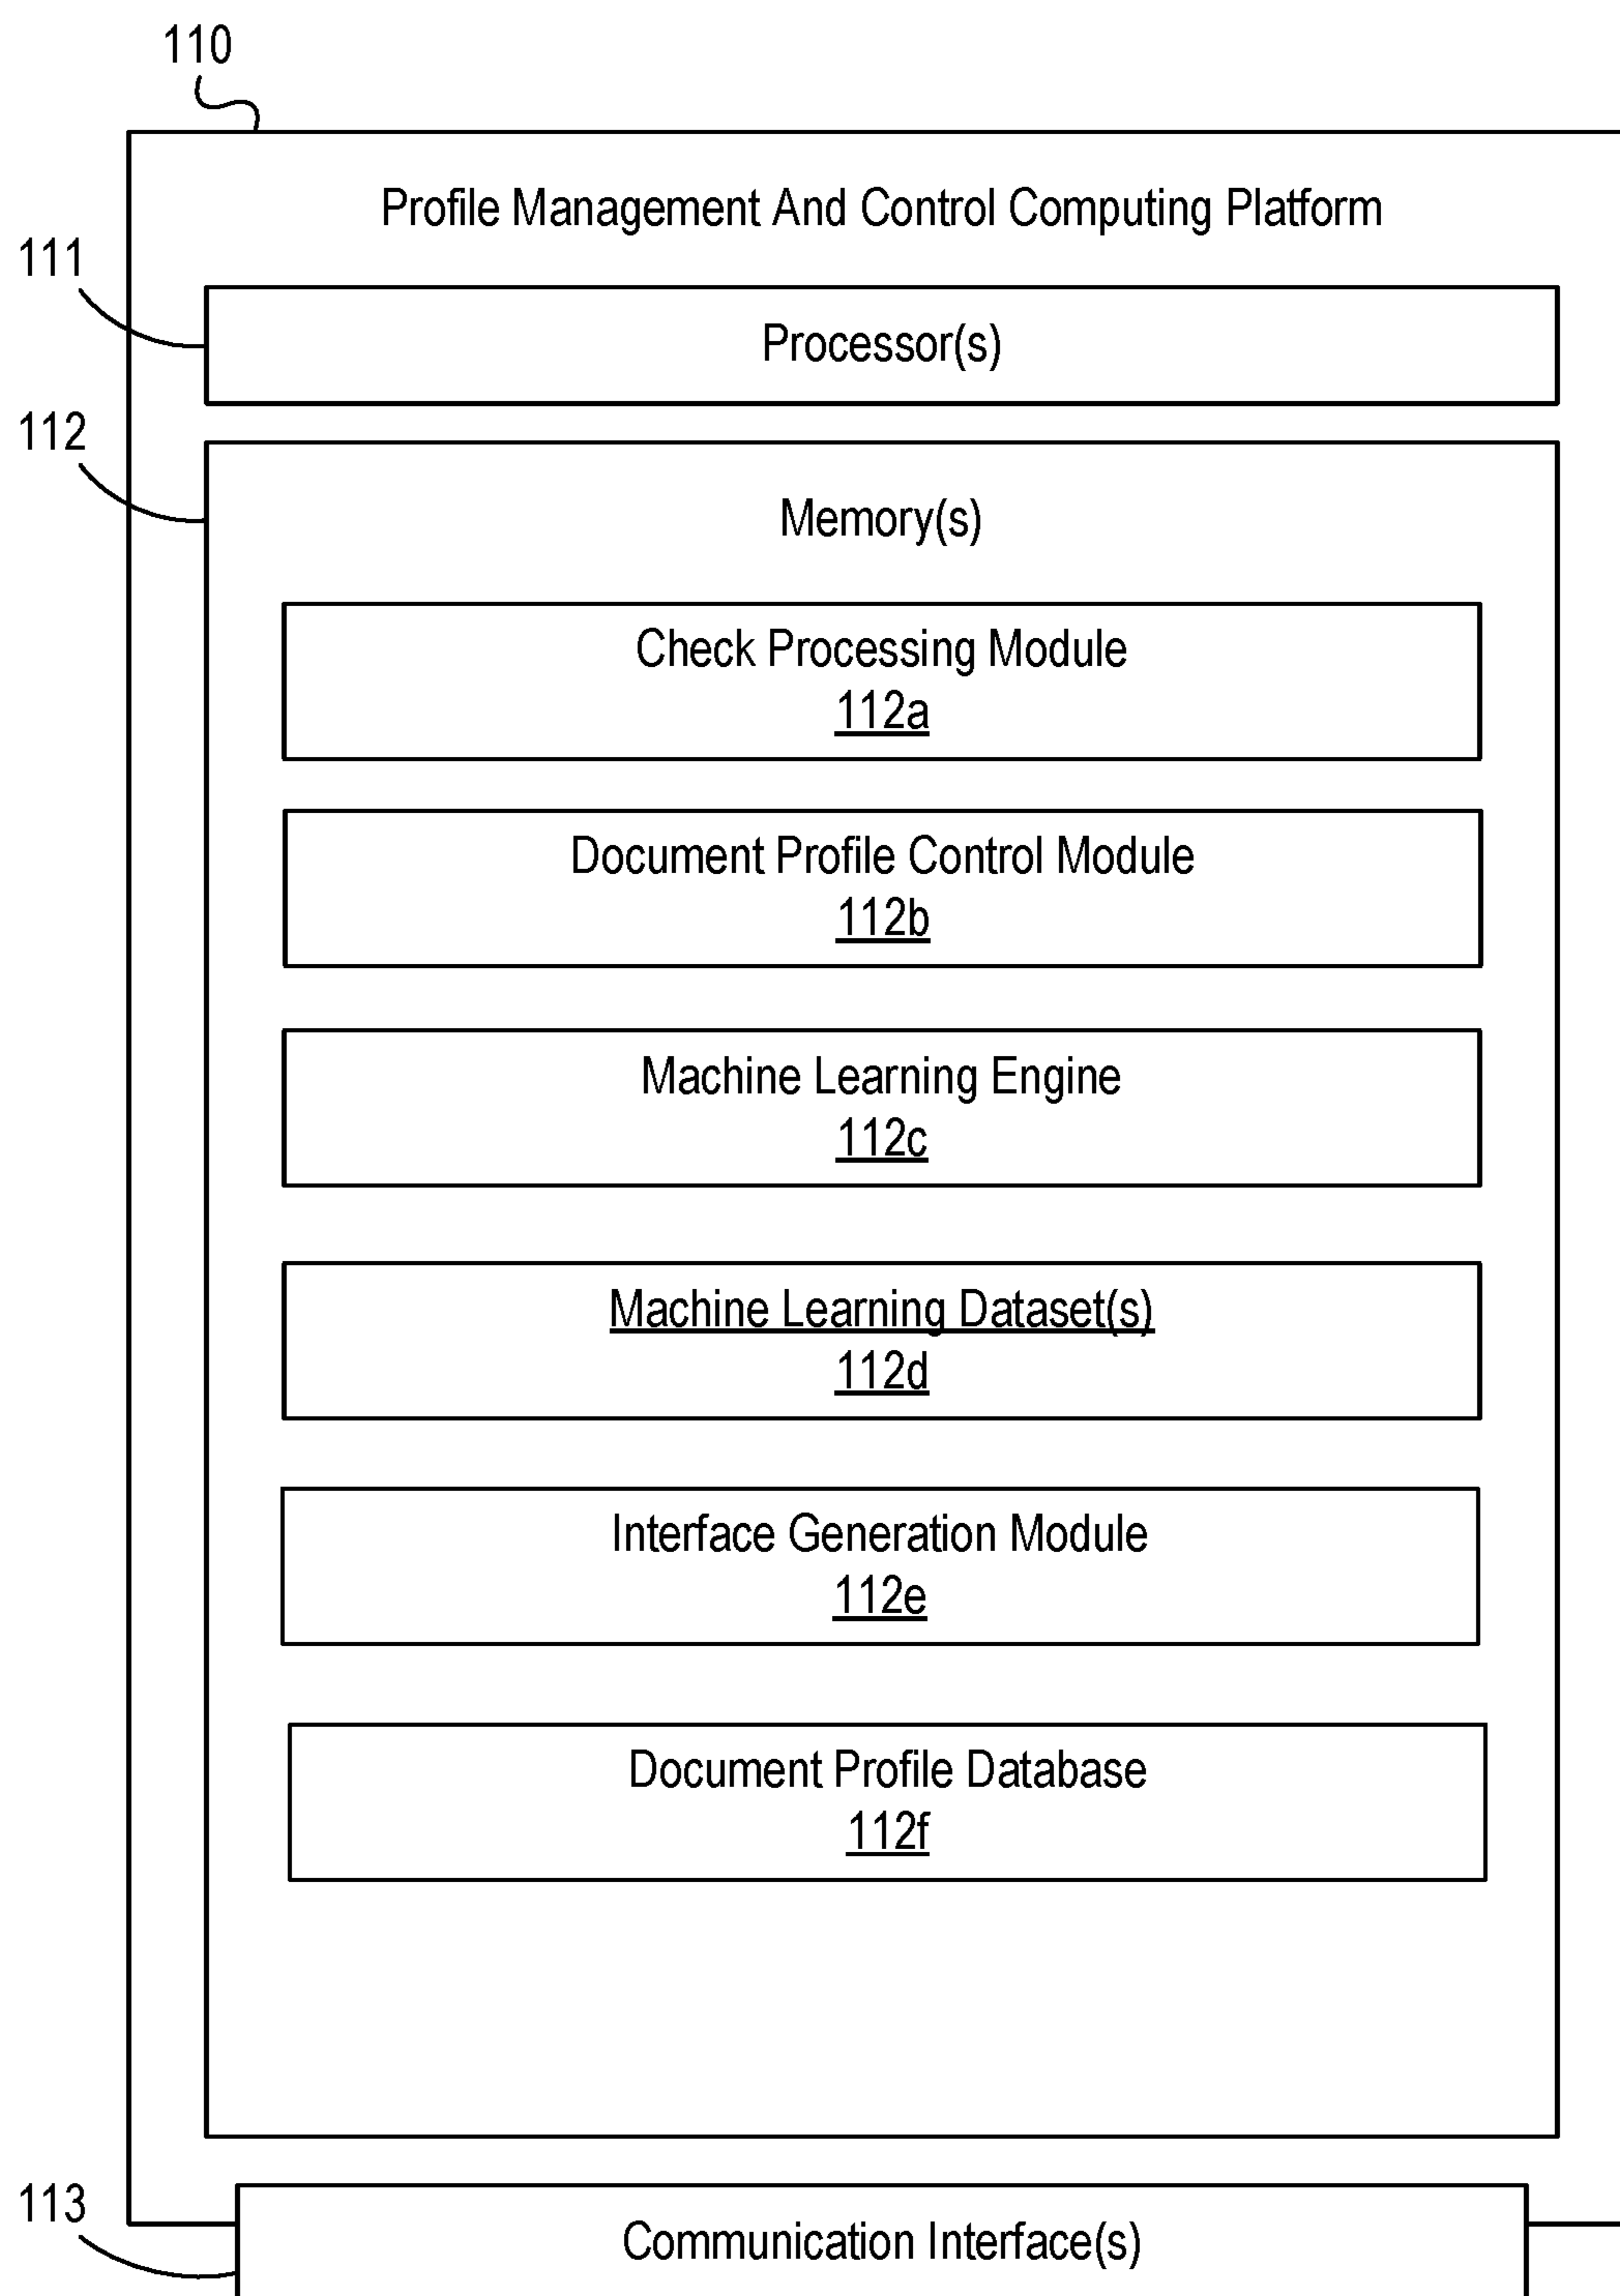 110
Profile Management And Control Computing Platform
111
Processor(s)
112
Memory(s)
Check Processing Module
112a
Document Profile Control Module
112b
Machine Learning Engine
112c
Machine Learning Dataset(s)
112d
Interface Generation Module
112e
Document Profile Database
112f
113
Communication Interface(s)